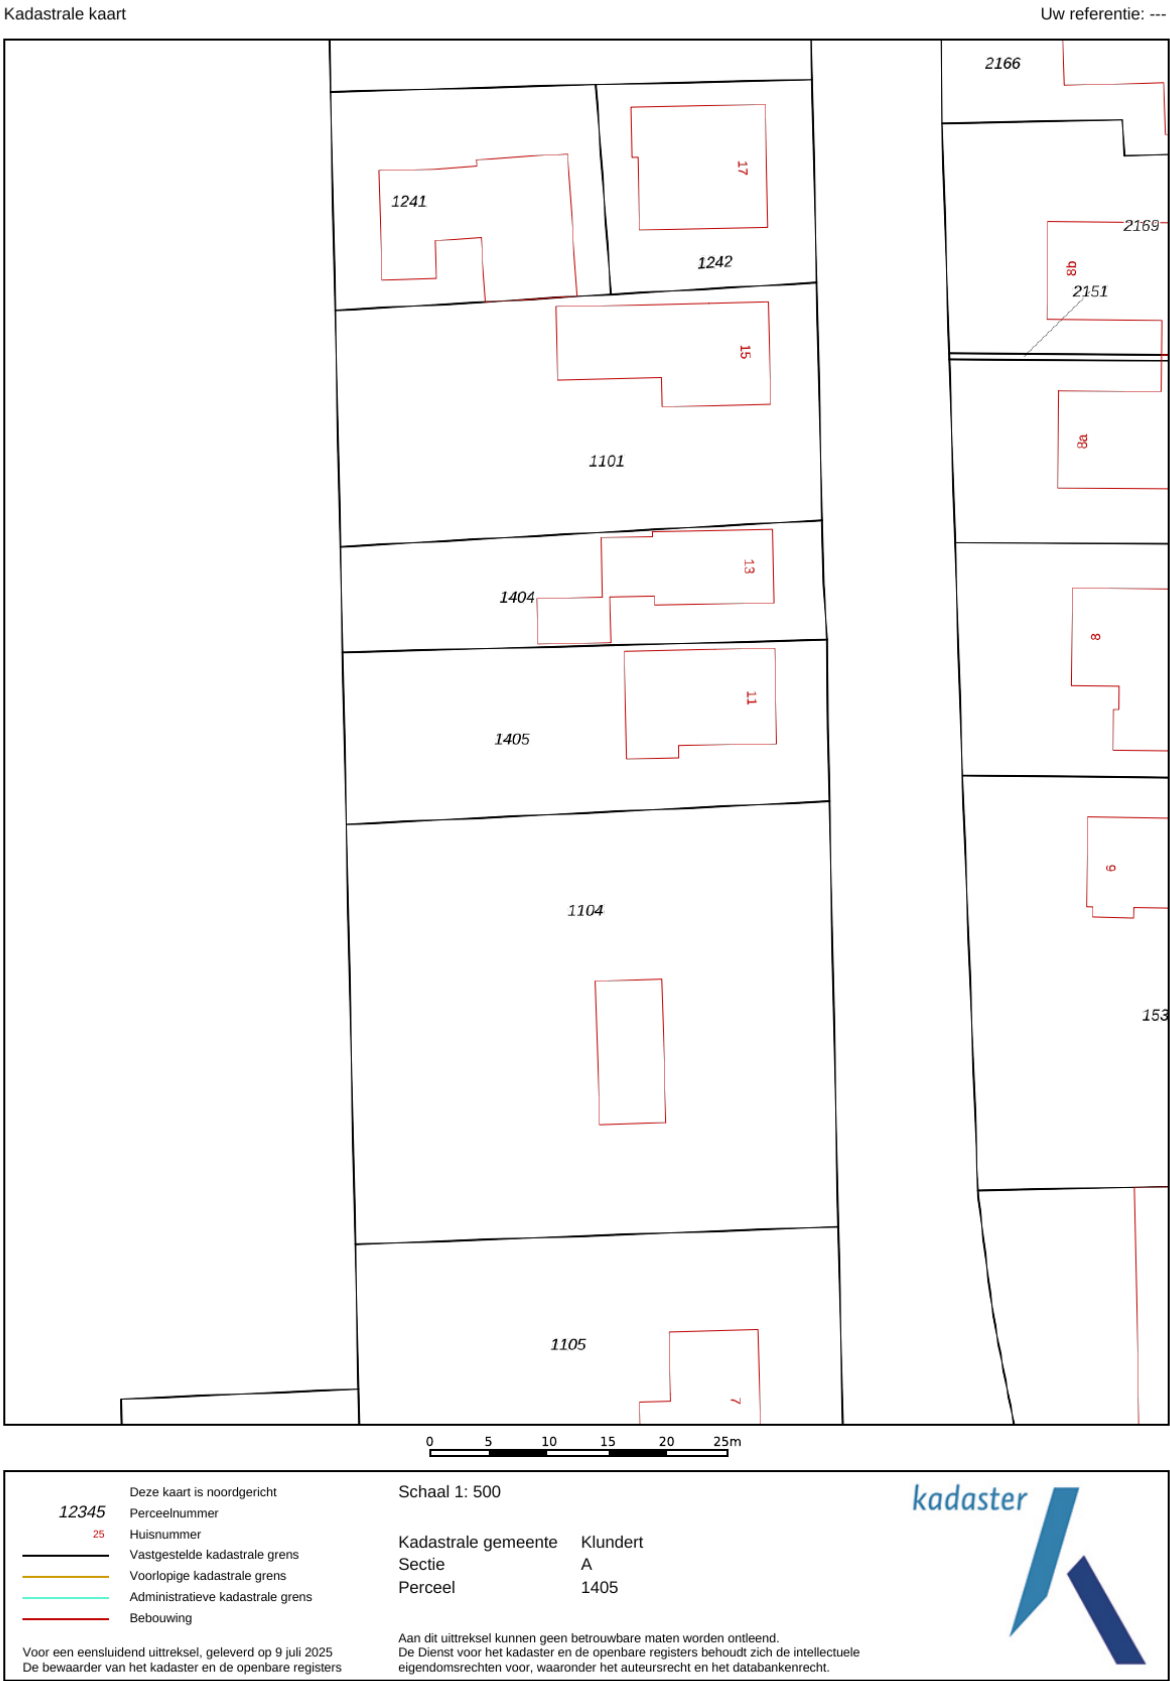 Kadastrale kaart
Uw referentie: ---
2166
17
1241
2169
1242
8b
2151
15
8a
1101
13
1404
8
11
1405
9
1104
153
1105
7
0 5 10 15 20 25m
Deze kaart is noordgericht
12345 Perceelnummer
25 Huisnummer
Vastgestelde kadastrale grens
Voorlopige kadastrale grens
Administratieve kadastrale grens
Bebouwing
Voor een eensluidend uittreksel, geleverd op 9 juli 2025
De bewaarder van het kadaster en de openbare registers
Schaal 1: 500
Kadastrale gemeente Klundert
Sectie A
Perceel 1405
Aan dit uittreksel kunnen geen betrouwbare maten worden ontleend.
De Dienst voor het kadaster en de openbare registers behoudt zich de intellectuele
eigendomsrechten voor, waaronder het auteursrecht en het databankenrecht.
kadaster